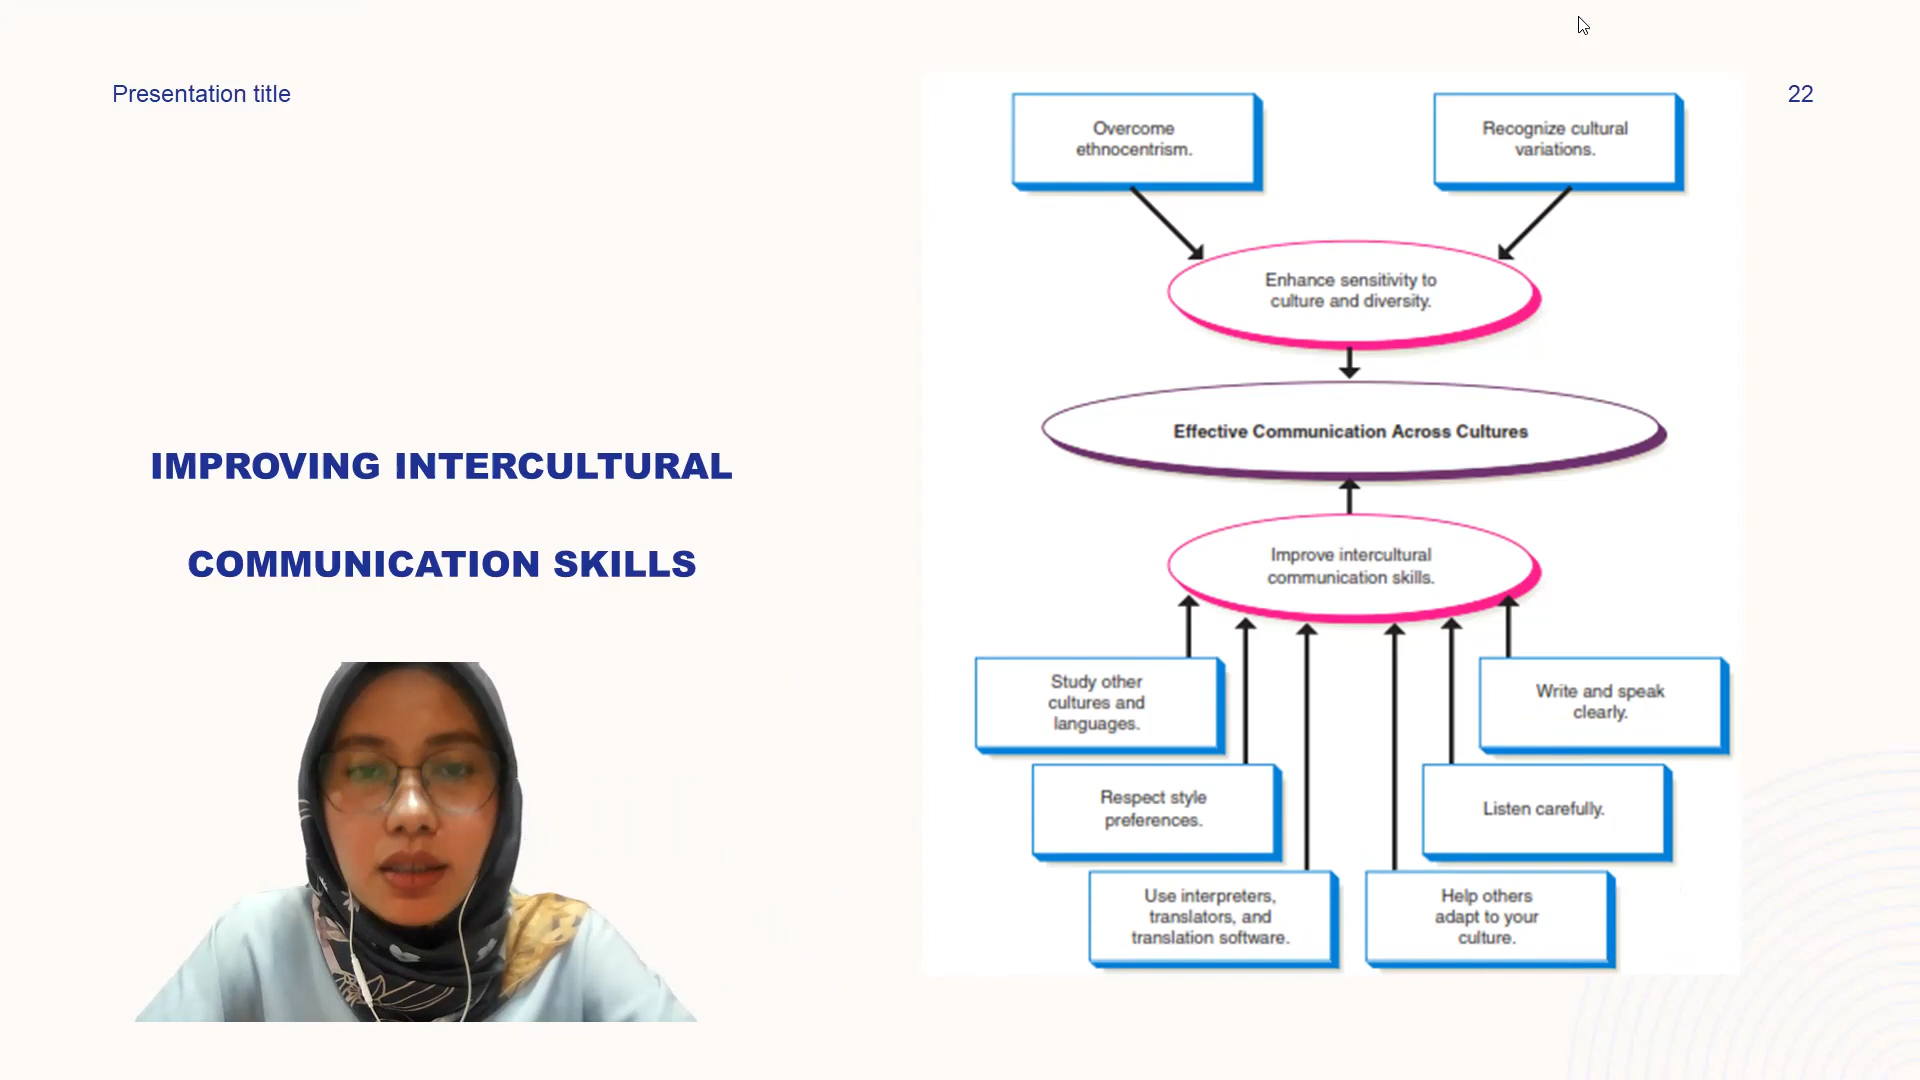 Presentation title
22
IMPROVING INTERCULTURAL
COMMUNICATION SKILLS
Overcome
ethnocentrism.
Recognize cultural
variations.
Enhance sensitivity to
culture and diversity.
Effective Communication Across Cultures
Improve intercultural
communication skills.
Study other
cultures and
languages.
Write and speak
clearly.
Respect style
preferences.
Listen carefully.
Use interpreters,
translators, and
translation software.
Help others
adapt to your
culture.